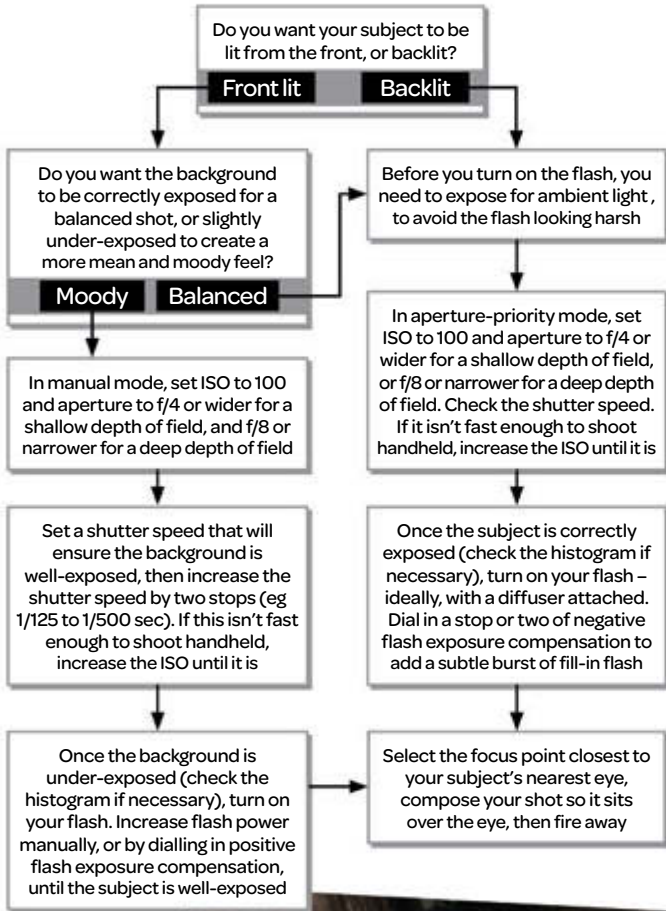 Do you want your subject to be
lit from the front, or backlit?
Front lit
Backlit
Do you want the background
to be correctly exposed for a
balanced shot, or slightly
under-exposed to create a
more mean and moody feel?
Moody
Balanced
In manual mode, set ISO to 100
and aperture to f/4 or wider for a
shallow depth of field, and f/8 or
narrower for a deep depth of field
Set a shutter speed that will
ensure the background is
well-exposed, then increase the
shutter speed by two stops (eg
1/125 to 1/500 sec). If this isn't fast
enough to shoot handheld,
increase the ISO until it is
Once the background is
under-exposed (check the
histogram if necessary), turn on
your flash. Increase flash power
manually, or by dialling in positive
flash exposure compensation,
until the subject is well-exposed
Before you turn on the flash, you
need to expose for ambient light ,
to avoid the flash looking harsh
In aperture-priority mode, set
ISO to 100 and aperture to f/4 or
wider for a shallow depth of field,
or f/8 or narrower for a deep depth
of field. Check the shutter speed.
If it isn't fast enough to shoot
handheld, increase the ISO until it is
Once the subject is correctly
exposed (check the histogram if
necessary), turn on your flash –
ideally, with a diffuser attached.
Dial in a stop or two of negative
flash exposure compensation to
add a subtle burst of fill-in flash
Select the focus point closest to
your subject's nearest eye,
compose your shot so it sits
over the eye, then fire away